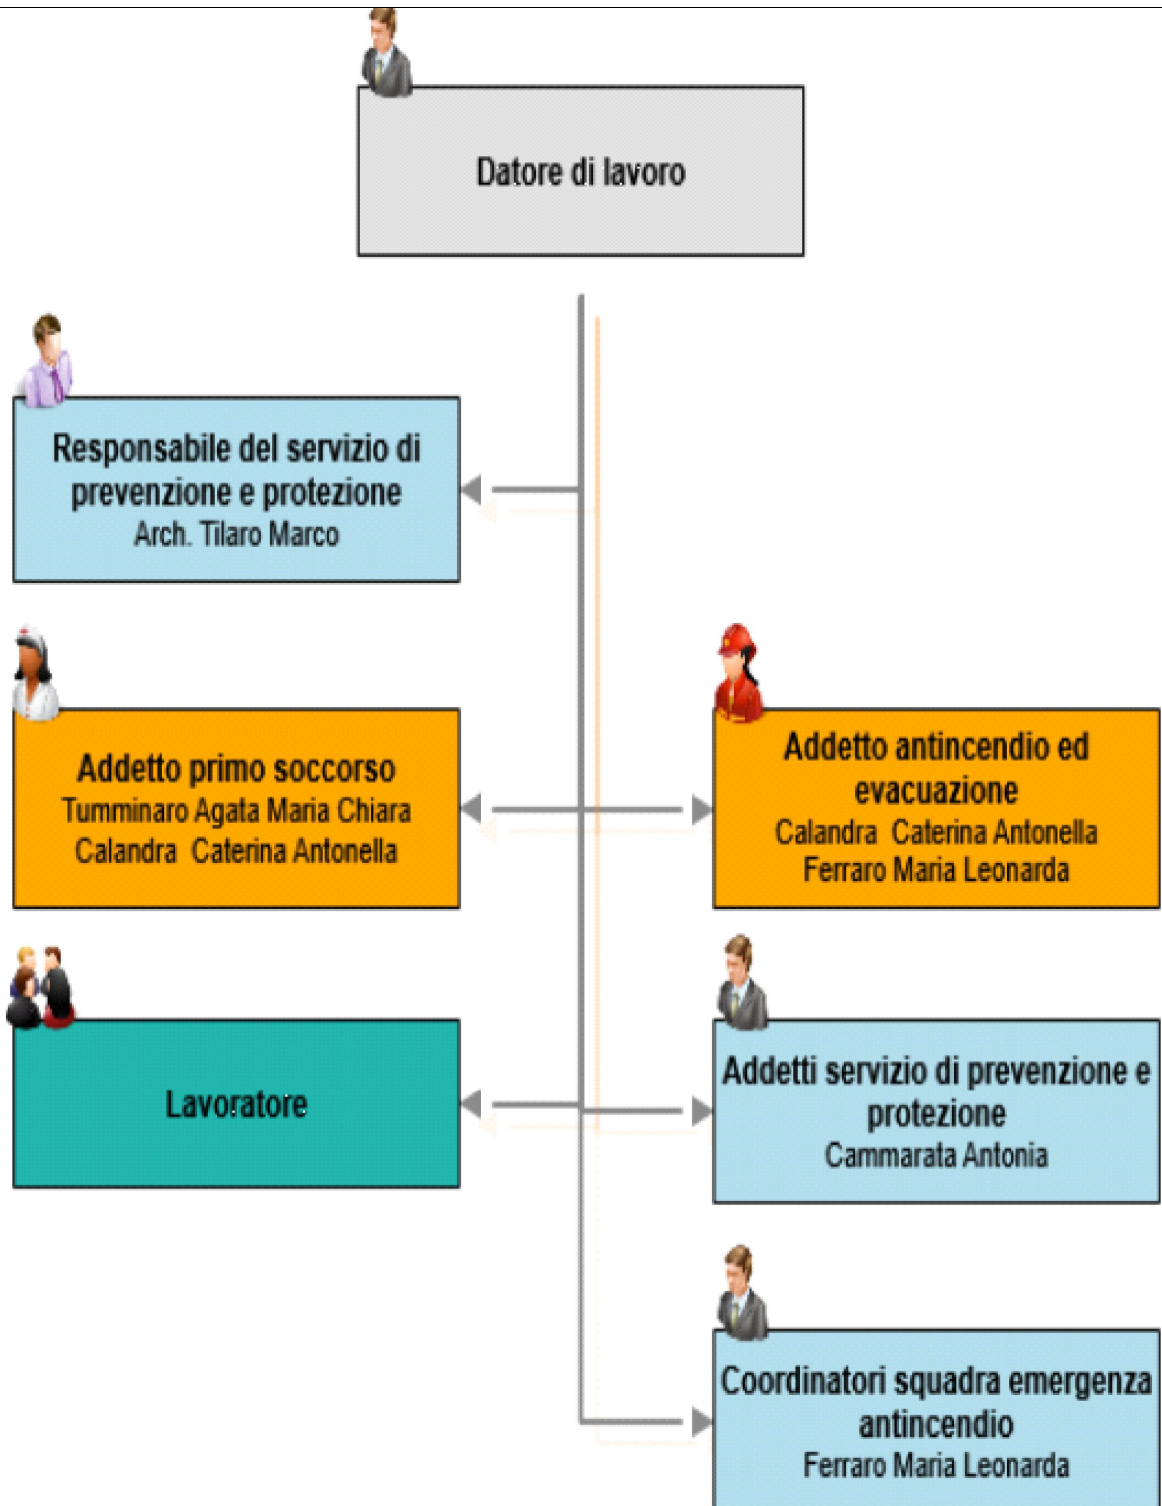 Datore di lavoro
Responsabile del servizio di
prevenzione e protezione
Arch. Tilaro Marco
Addetto primo soccorso
Tumminaro Agata Maria Chiara
Calandra Caterina Antonella
Addetto antincendio ed
evacuazione
Calandra Caterina Antonella
Ferraro Maria Leonarda
Lavoratore
Addetti servizio di prevenzione e
protezione
Cammarata Antonia
Coordinatori squadra emergenza
antincendio
Ferraro Maria Leonarda